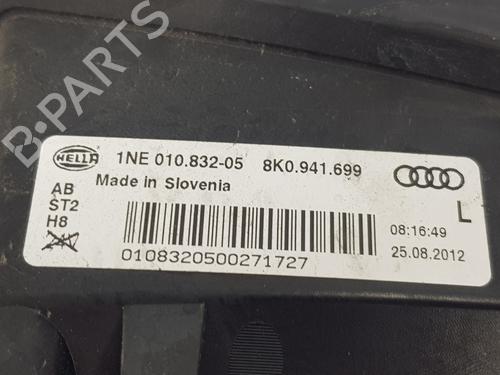 B-PARTS
HELLA 1NE 010.832-05 8K0.941.699
Made in Slovenia
AB
ST2
H8
L
08:16:49
25.08.2012
0108320500271727